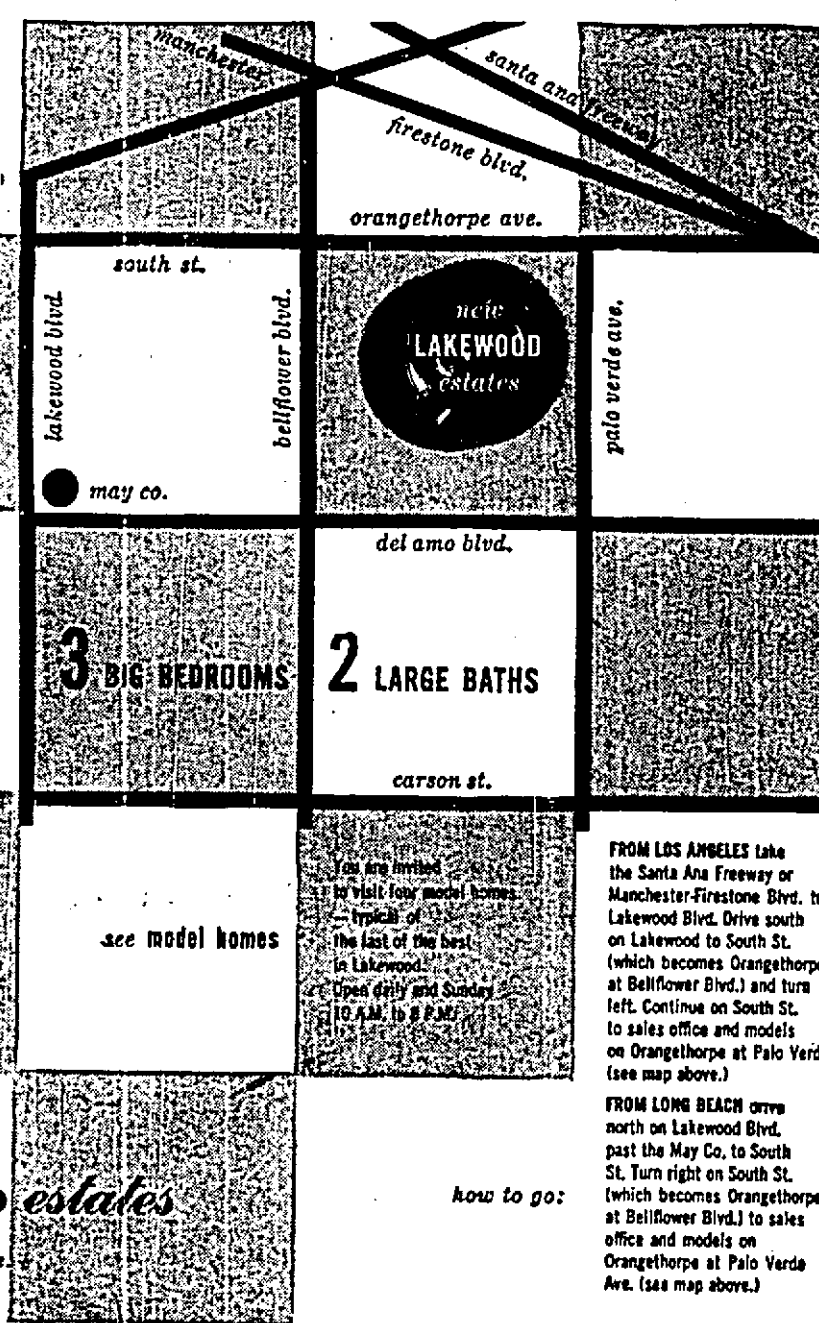 manchester
santa ana freeway
firestone blvd.
orangethorpe ave.
south st.
lakewood blvd.
bellflower blvd.
new
LAKEWOOD
estates
palo verde ave.
may co.
del amo blvd.
3 BIG BEDROOMS
2 LARGE BATHS
carson st.
see model homes
You are invited
to visit four model homes
— typical of
the last of the best
in Lakewood.
Open daily and Sunday
10 A.M. to 8 P.M.
estates
how to go:
FROM LOS ANGELES take
the Santa Ana Freeway or
Manchester-Firestone Blvd. t
Lakewood Blvd. Drive south
on Lakewood to South St.
(which becomes Orangethorpe
at Bellflower Blvd.) and turn
left. Continue on South St.
to sales office and models
on Orangethorpe at Palo Verd
(see map above.)
FROM LONG BEACH drive
north on Lakewood Blvd.
past the May Co. to South
St. Turn right on South St.
(which becomes Orangethorpe
at Bellflower Blvd.) to sales
office and models on
Orangethorpe at Palo Verde
Ave. (see map above.)